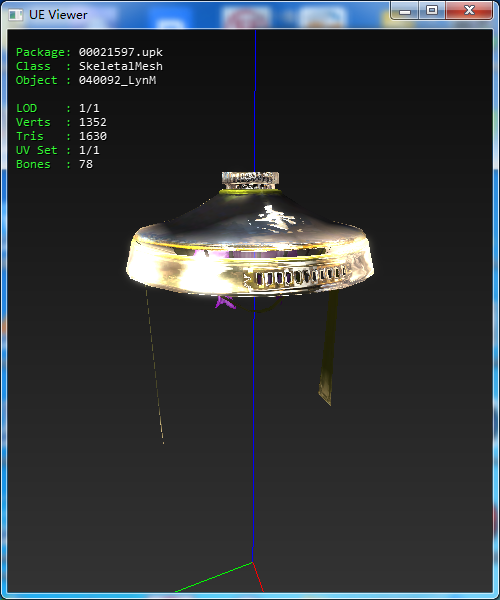 UE Viewer
Package: 00021597.upk
Class : SkeletalMesh
Object : 040092_LynM
LOD : 1/1
Verts : 1352
Tris : 1630
UV Set : 1/1
Bones : 78